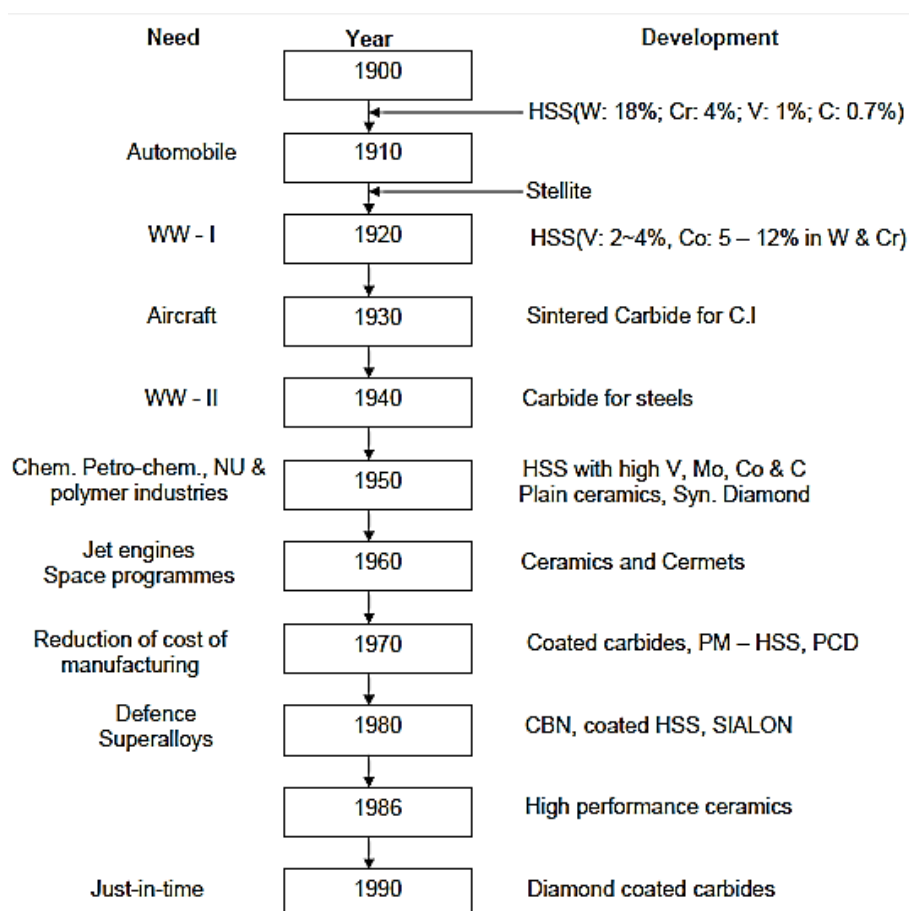 Need Year Development
1900
HSS(W: 18%; Cr: 4%; V: 1%; C: 0.7%)
Automobile 1910
Stellite
WW - I 1920 HSS(V: 2~4%, Co: 5 – 12% in W & Cr)
Aircraft 1930 Sintered Carbide for C.I
WW - II 1940 Carbide for steels
Chem. Petro-chem., NU &
polymer industries
1950
HSS with high V, Mo, Co & C
Plain ceramics, Syn. Diamond
Jet engines
Space programmes
1960
Ceramics and Cermets
Reduction of cost of
manufacturing
1970
Coated carbides, PM – HSS, PCD
Defence
Superalloys
1980
CBN, coated HSS, SIALON
1986 High performance ceramics
Just-in-time 1990 Diamond coated carbides